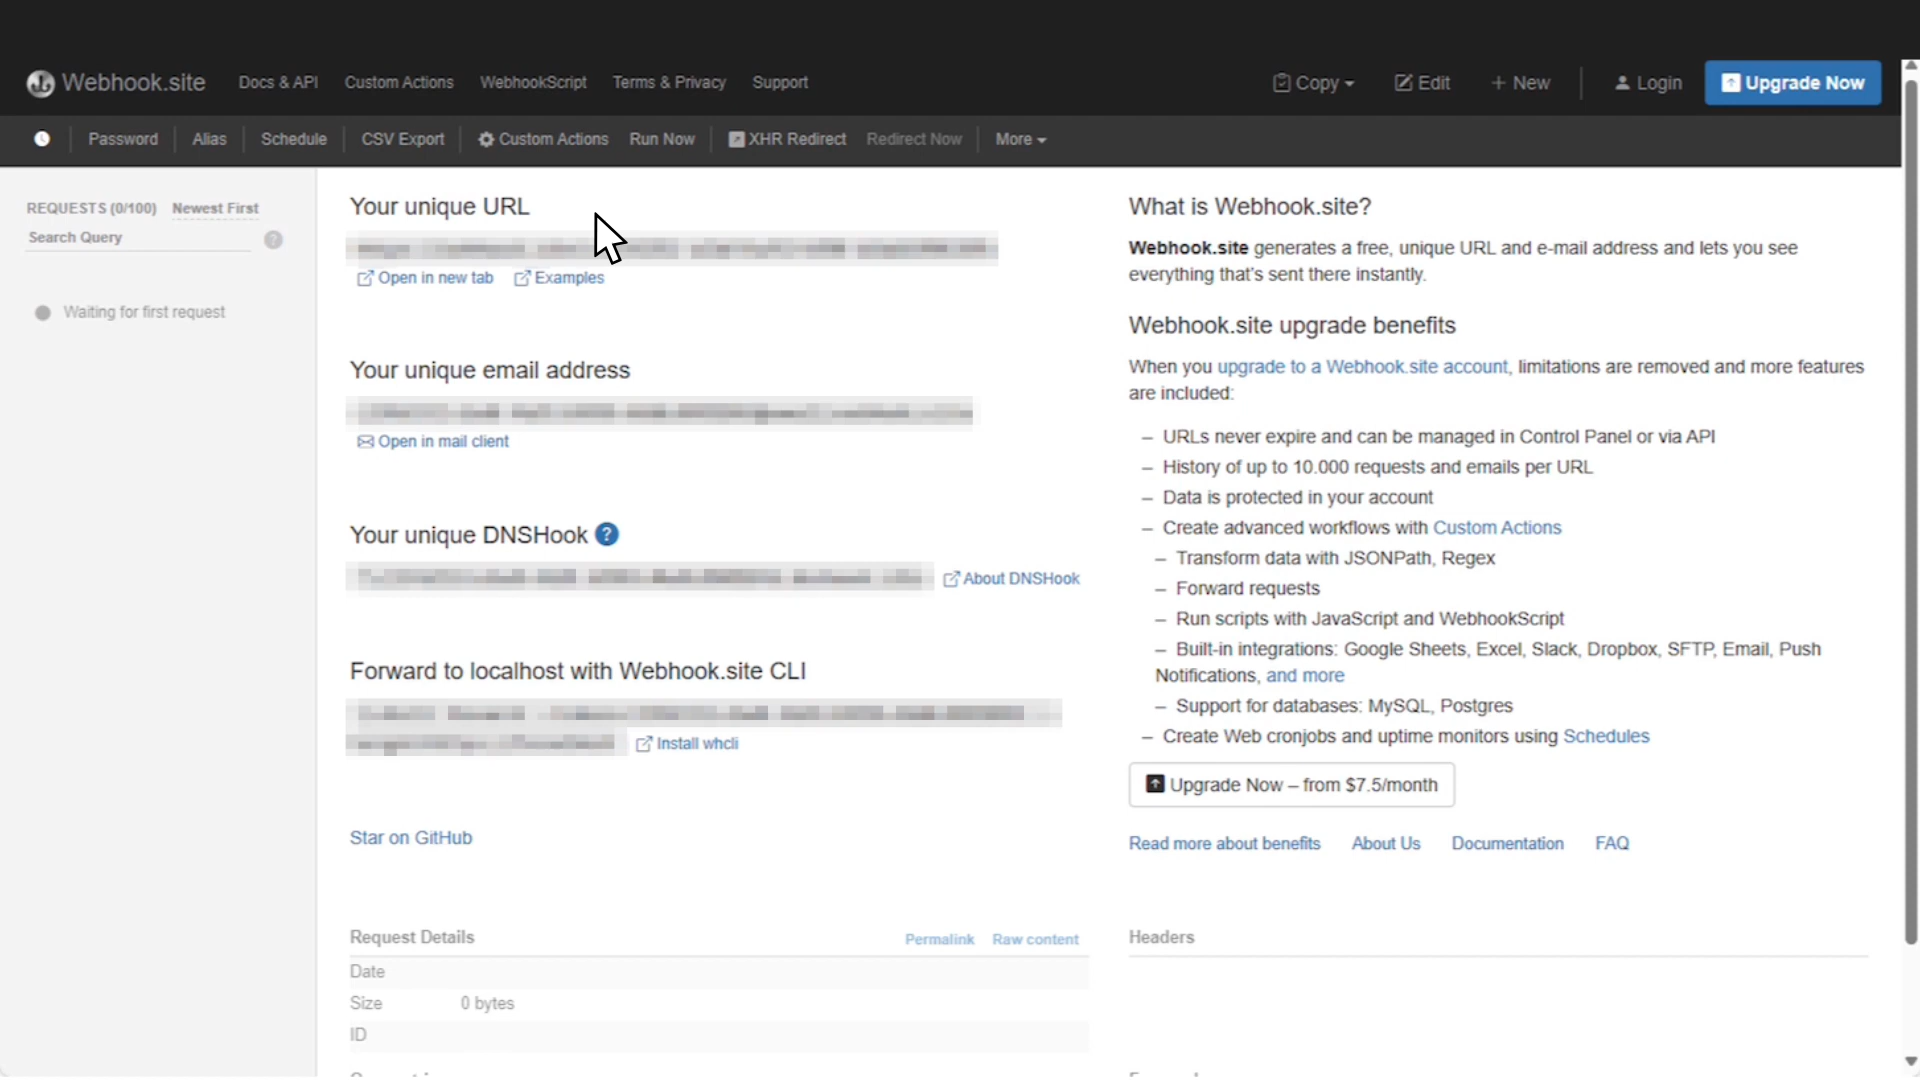 Webhook.site Docs & API Custom Actions WebhookScript Terms & Privacy Support Copy Edit + New Login Upgrade Now
Password Alias Schedule CSV Export Custom Actions Run Now XHR Redirect Redirect Now More
REQUESTS (0/100) Newest First
Search Query ?
Waiting for first request
Your unique URL
Open in new tab Examples
Your unique email address
Open in mail client
Your unique DNSHook ?
About DNSHook
Forward to localhost with Webhook.site CLI
Install whcli
Star on GitHub
What is Webhook.site?
Webhook.site generates a free, unique URL and e-mail address and lets you see
everything that's sent there instantly.
Webhook.site upgrade benefits
When you upgrade to a Webhook.site account, limitations are removed and more features
are included:
– URLs never expire and can be managed in Control Panel or via API
– History of up to 10.000 requests and emails per URL
– Data is protected in your account
– Create advanced workflows with Custom Actions
– Transform data with JSONPath, Regex
– Forward requests
– Run scripts with JavaScript and WebhookScript
– Built-in integrations: Google Sheets, Excel, Slack, Dropbox, SFTP, Email, Push
Notifications, and more
– Support for databases: MySQL, Postgres
– Create Web cronjobs and uptime monitors using Schedules
Upgrade Now – from $7.5/month
Read more about benefits About Us Documentation FAQ
Request Details Permalink Raw content
Date
Size 0 bytes
ID
Headers